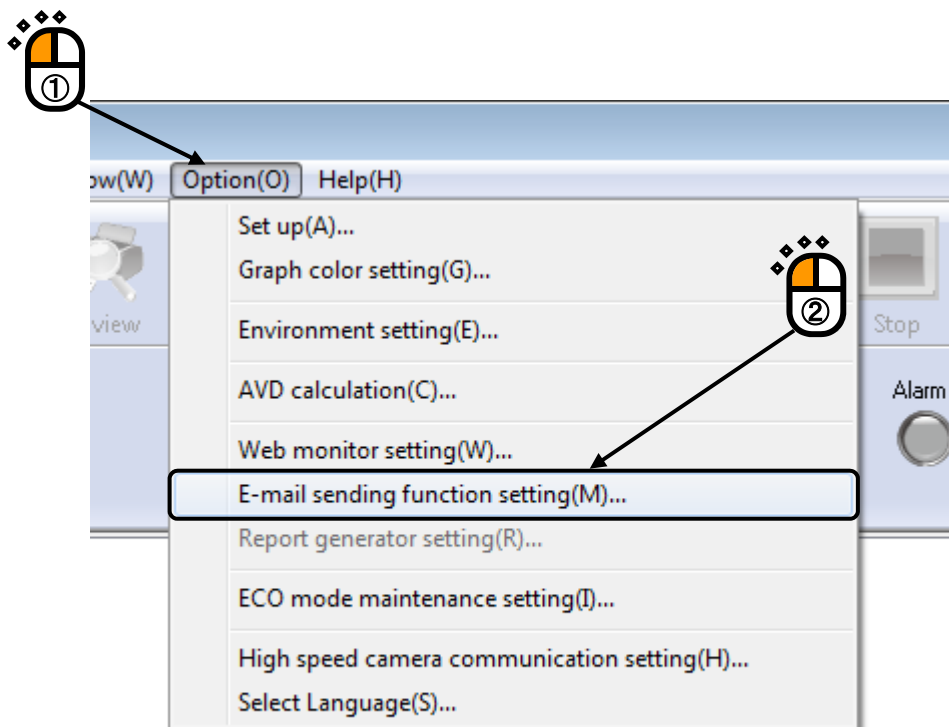 ①
ow(W) Option(O) Help(H)
Set up(A)...
Graph color setting(G)...
②
view
Stop
Environment setting(E)...
AVD calculation(C)...
Alarm
Web monitor setting(W)...
E-mail sending function setting(M)...
Report generator setting(R)...
ECO mode maintenance setting(I)...
High speed camera communication setting(H)...
Select Language(S)...